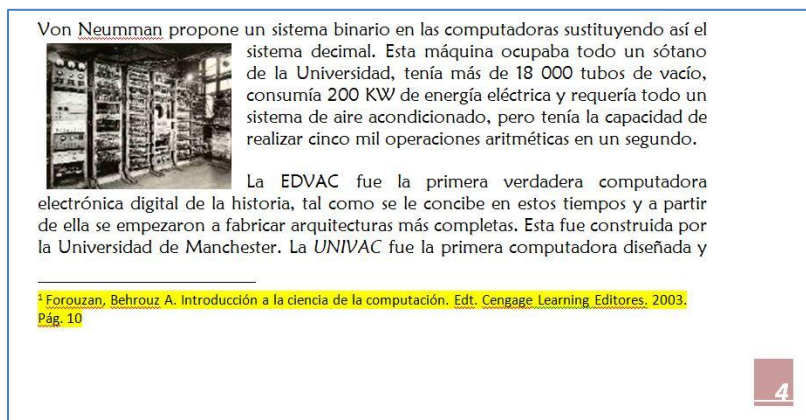 Von Neumman propone un sistema binario en las computadoras sustituyendo así el
sistema decimal. Esta máquina ocupaba todo un sótano
de la Universidad, tenía más de 18 000 tubos de vacío,
consumía 200 KW de energía eléctrica y requería todo un
sistema de aire acondicionado, pero tenía la capacidad de
realizar cinco mil operaciones aritméticas en un segundo.
La EDVAC fue la primera verdadera computadora
electrónica digital de la historia, tal como se le concibe en estos tiempos y a partir
de ella se empezaron a fabricar arquitecturas más completas. Esta fue construida por
la Universidad de Manchester. La UNIVAC fue la primera computadora diseñada y
1 Forouzan, Behrouz A. Introducción a la ciencia de la computación. Edt. Cengage Learning Editores. 2003.
Pág. 10
4